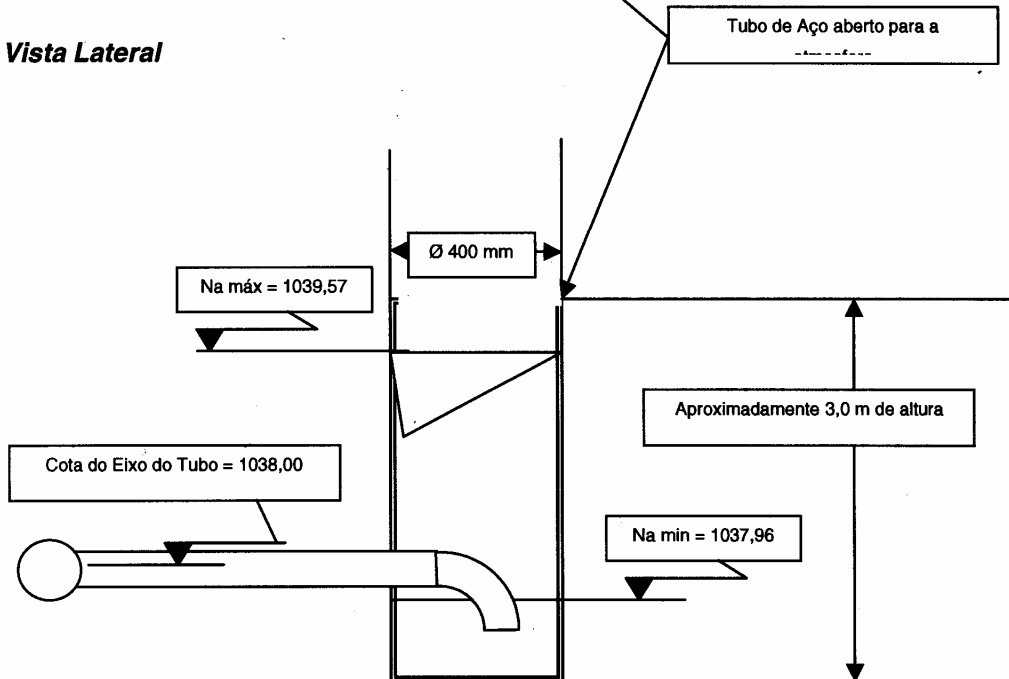 Tubo de Aço aberto para a
Vista Lateral
Ø 400 mm
Na máx = 1039,57
Aproximadamente 3,0 m de altura
Cota do Eixo do Tubo = 1038,00
Na min = 1037,96